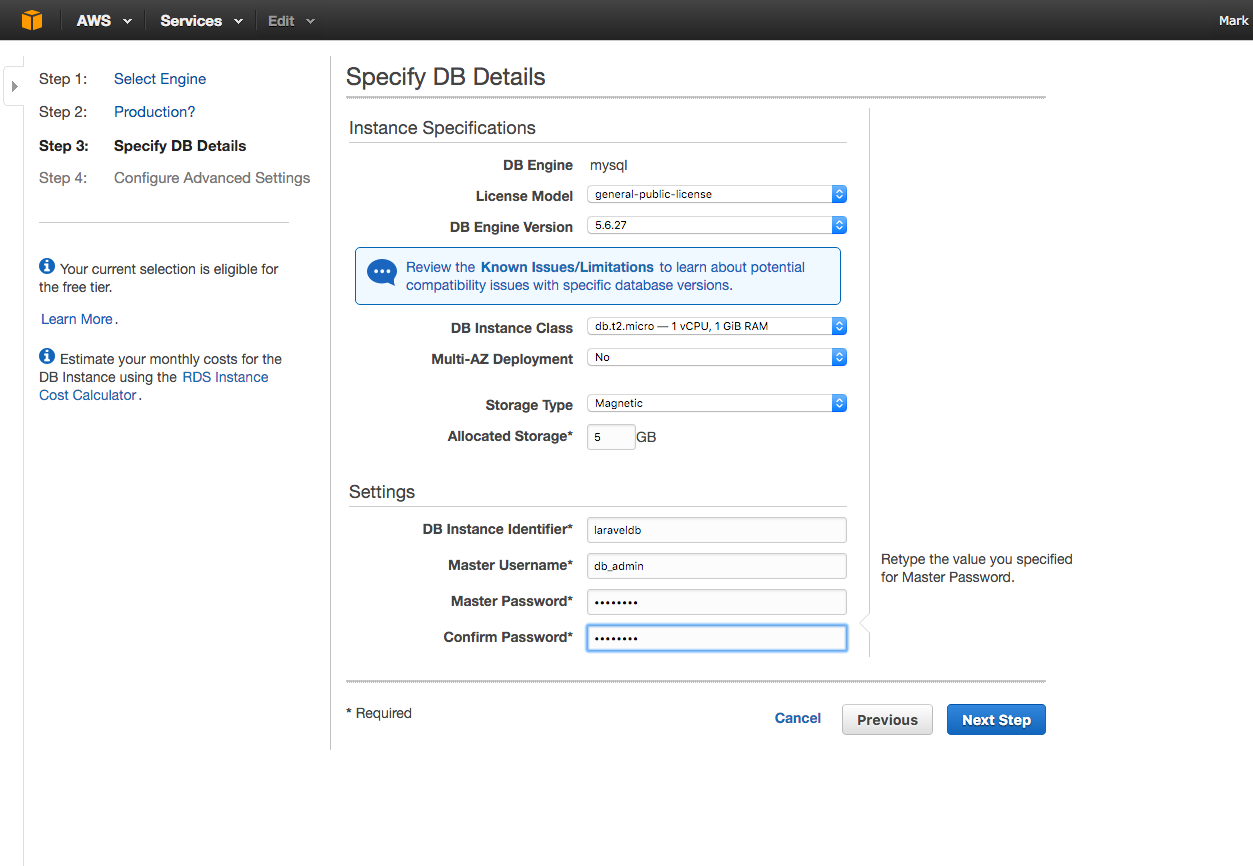 AWS Services Edit Mark
Step 1: Select Engine
Step 2: Production?
Step 3: Specify DB Details
Step 4: Configure Advanced Settings
Your current selection is eligible for
the free tier.
Learn More.
Estimate your monthly costs for the
DB Instance using the RDS Instance
Cost Calculator.
Specify DB Details
Instance Specifications
DB Engine mysql
License Model general-public-license
DB Engine Version 5.6.27
Review the Known Issues/Limitations to learn about potential
compatibility issues with specific database versions.
DB Instance Class db.t2.micro — 1 vCPU, 1 GiB RAM
Multi-AZ Deployment No
Storage Type Magnetic
Allocated Storage* 5 GB
Settings
DB Instance Identifier* laraveldb
Master Username* db_admin
Master Password* ••••••••
Confirm Password* ••••••••
Retype the value you specified
for Master Password.
* Required
Cancel Previous Next Step